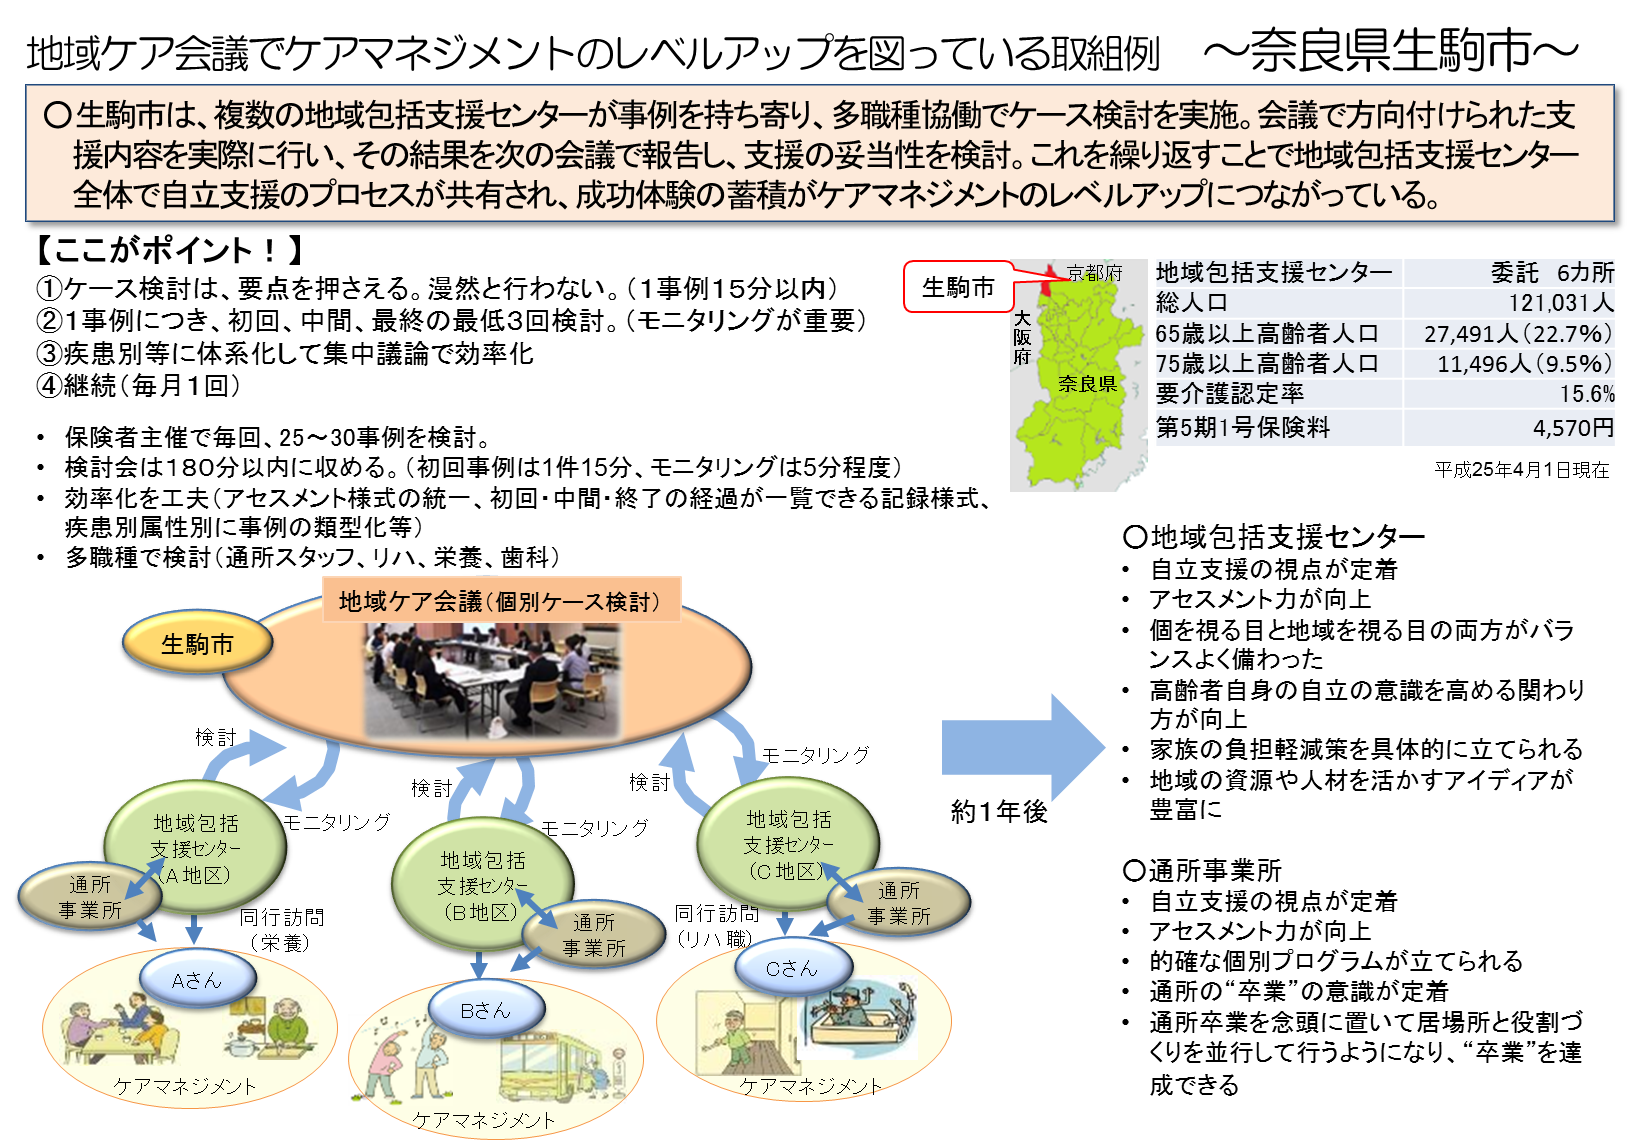 地域ケア会議でケアマネジメントのレベルアップを図っている取組例　～奈良県生駒市～
○生駒市は、複数の地域包括支援センターが事例を持ち寄り、多職種協働でケース検討を実施。会議で方向付けられた支
援内容を実際に行い、その結果を次の会議で報告し、支援の妥当性を検討。これを繰り返すことで地域包括支援センター
全体で自立支援のプロセスが共有され、成功体験の蓄積がケアマネジメントのレベルアップにつながっている。
【ここがポイント！】
①ケース検討は、要点を押さえる。漫然と行わない。（１事例１５分以内）
②１事例につき、初回、中間、最終の最低３回検討。（モニタリングが重要）
③疾患別等に体系化して集中議論で効率化
④継続（毎月１回）
• 保険者主催で毎回、25～30事例を検討。
• 検討会は１８０分以内に収める。（初回事例は１件15分、モニタリングは5分程度）
• 効率化を工夫（アセスメント様式の統一、初回・中間・終了の経過が一覧できる記録様式、
疾患別属性別に事例の類型化等）
• 多職種で検討（通所スタッフ、リハ、栄養、歯科）
生駒市
京都府
大阪府
奈良県
地域包括支援センター　委託　6カ所
総人口　121,031人
65歳以上高齢者人口　27,491人（22.7％）
75歳以上高齢者人口　11,496人（9.5％）
要介護認定率　15.6%
第5期1号保険料　4,570円
平成25年4月1日現在
地域ケア会議（個別ケース検討）
生駒市
検討
モニタリング
検討
モニタリング
検討
モニタリング
地域包括
支援センター
（Ａ地区）
通所
事業所
同行訪問
（栄養）
Aさん
ケアマネジメント
地域包括
支援センター
（Ｂ地区）
通所
事業所
Bさん
ケアマネジメント
地域包括
支援センター
（Ｃ地区）
通所
事業所
同行訪問
（リハ職）
Cさん
ケアマネジメント
約１年後
○地域包括支援センター
• 自立支援の視点が定着
• アセスメント力が向上
• 個を視る目と地域を視る目の両方がバラ
ンスよく備わった
• 高齢者自身の自立の意識を高める関わり
方が向上
• 家族の負担軽減策を具体的に立てられる
• 地域の資源や人材を活かすアイディアが
豊富に
○通所事業所
• 自立支援の視点が定着
• アセスメント力が向上
• 的確な個別プログラムが立てられる
• 通所の“卒業”の意識が定着
• 通所卒業を念頭に置いて居場所と役割づ
くりを並行して行うようになり、“卒業”を達
成できる